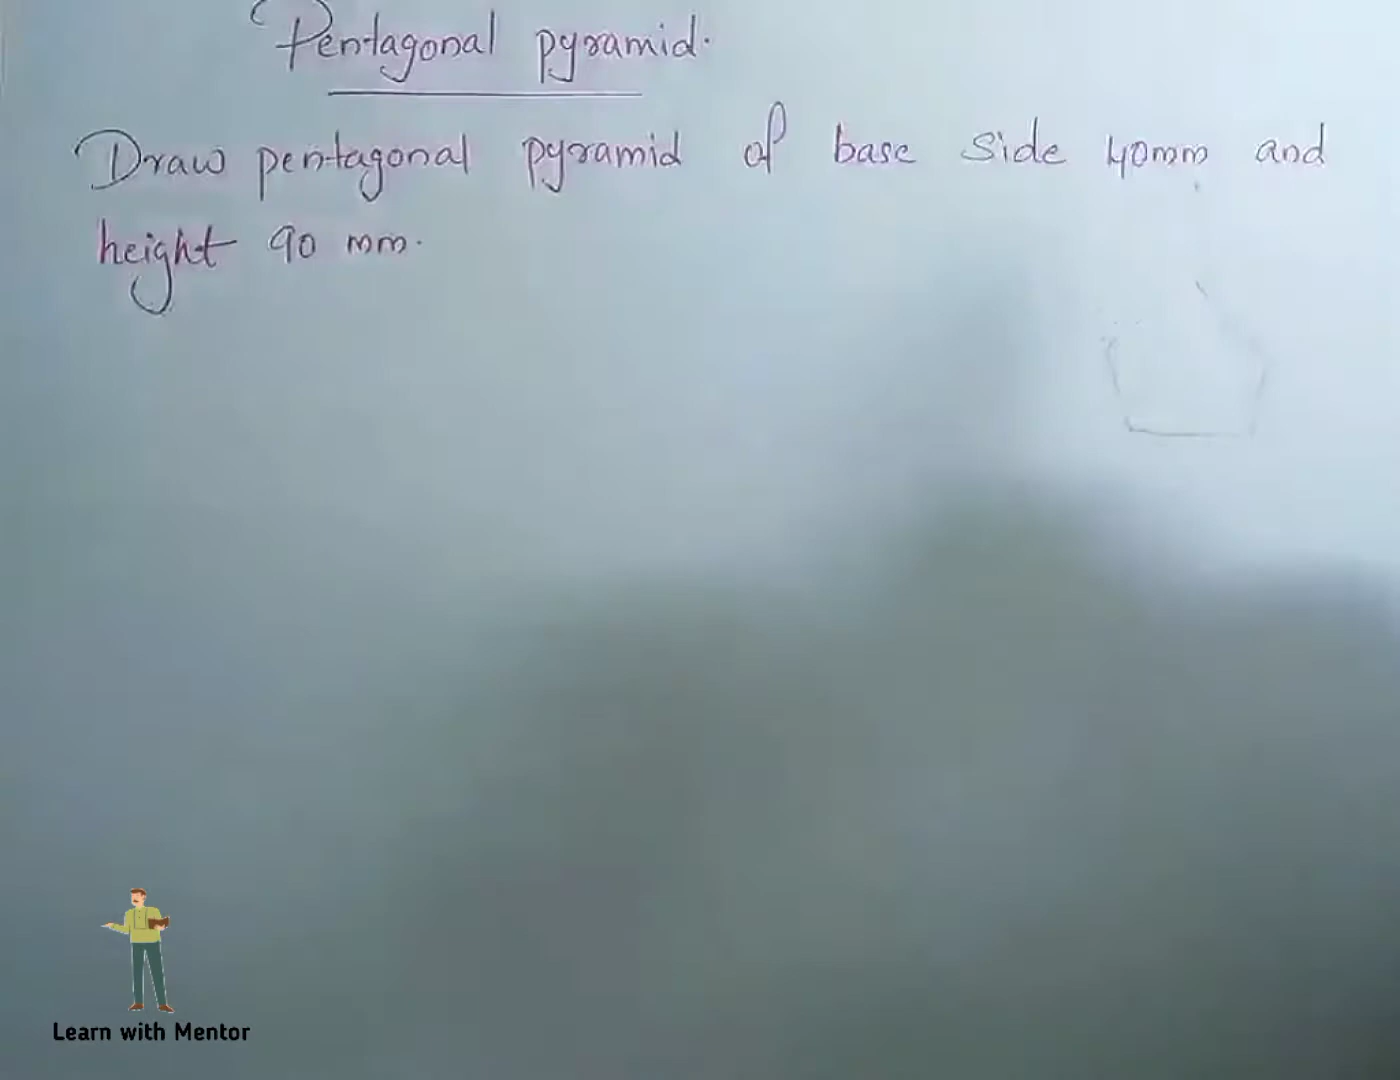 Pentagonal pyramid.
Draw pentagonal pyramid of base side 40mm and
height 90 mm.
Learn with Mentor